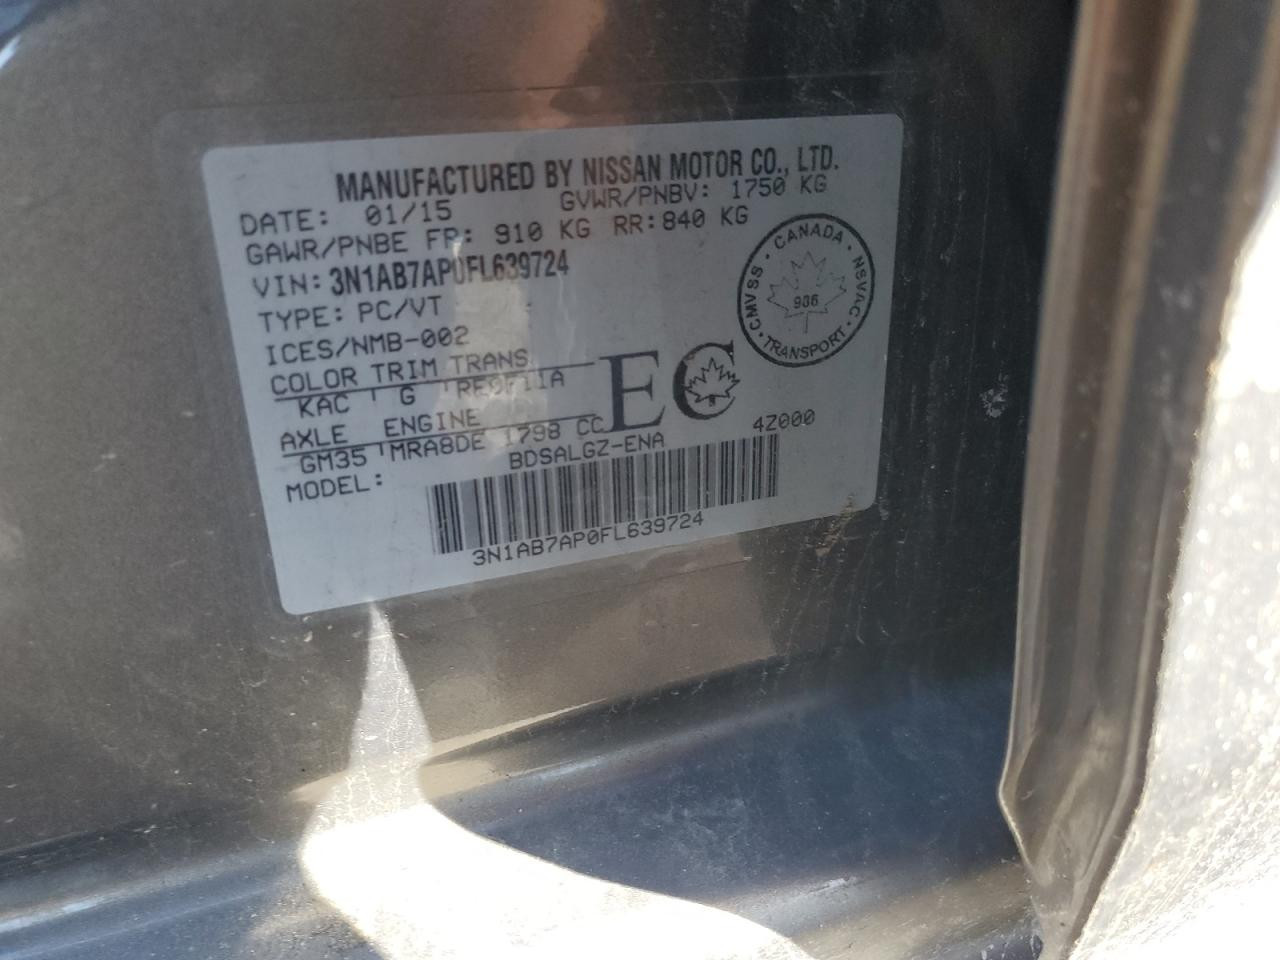 MANUFACTURED BY NISSAN MOTOR CO., LTD.
DATE: 01/15 GVWR/PNBV: 1750 KG
GAWR/PNBE FR: 910 KG RR:840 KG
VIN: 3N1AB7AP0FL639724
TYPE: PC/VT
ICES/NMB-002
COLOR TRIM TRANS
KAC G RE0F11A
AXLE ENGINE
GM35 MRA8DE 1798 CC
MODEL: BDSALGZ-ENA 4Z000
3N1AB7AP0FL639724
EC
CANADA · NSVAC · TRANSPORT · CMVSS ·
906